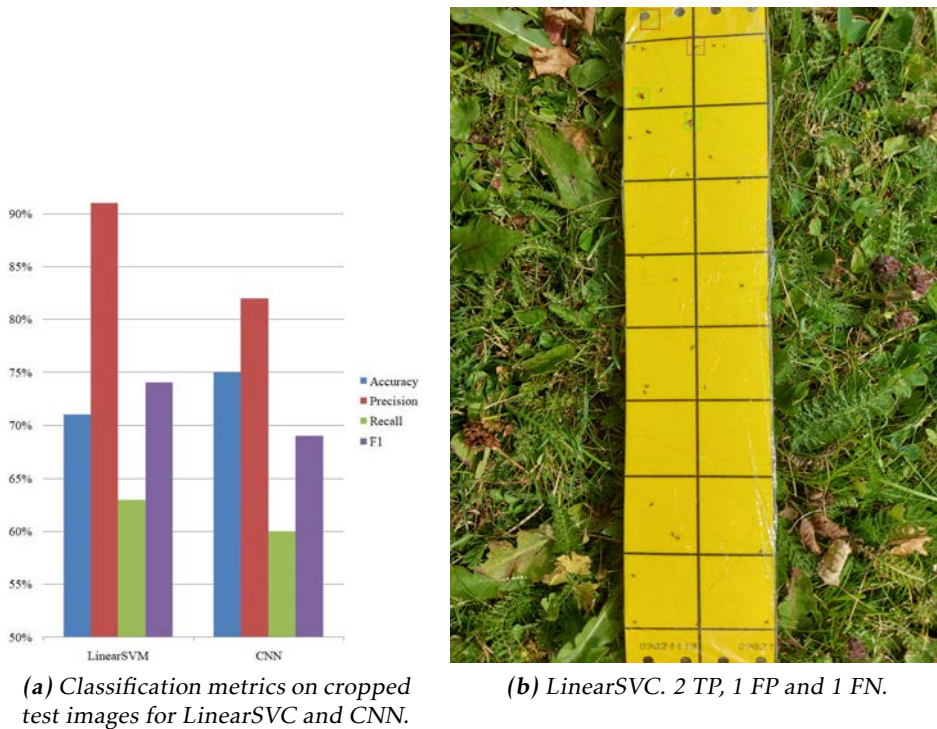 90%
85%
80%
75%
70%
65%
60%
55%
50%
Accuracy
Precision
Recall
F1
LinearSVM
CNN
(a) Classification metrics on cropped
test images for LinearSVC and CNN.
(b) LinearSVC. 2 TP, 1 FP and 1 FN.